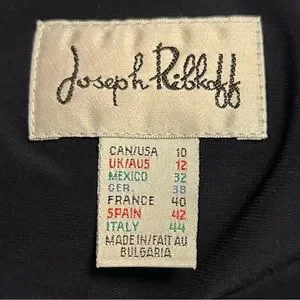 Joseph Ribkoff
CAN/USA 10
UK/AUS 12
MEXICO 32
GER. 38
FRANCE 40
SPAIN 42
ITALY 44
MADE IN/FAIT AU
BULGARIA